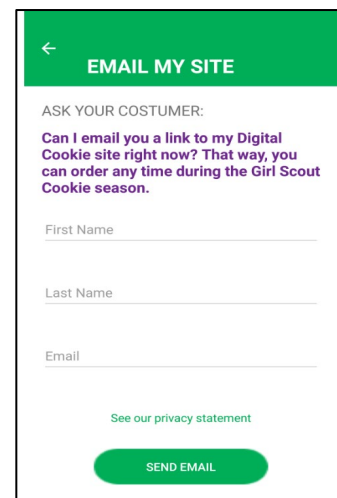 EMAIL MY SITE
ASK YOUR COSTUMER:
Can I email you a link to my Digital
Cookie site right now? That way, you
can order any time during the Girl Scout
Cookie season.
First Name
Last Name
Email
See our privacy statement
SEND EMAIL